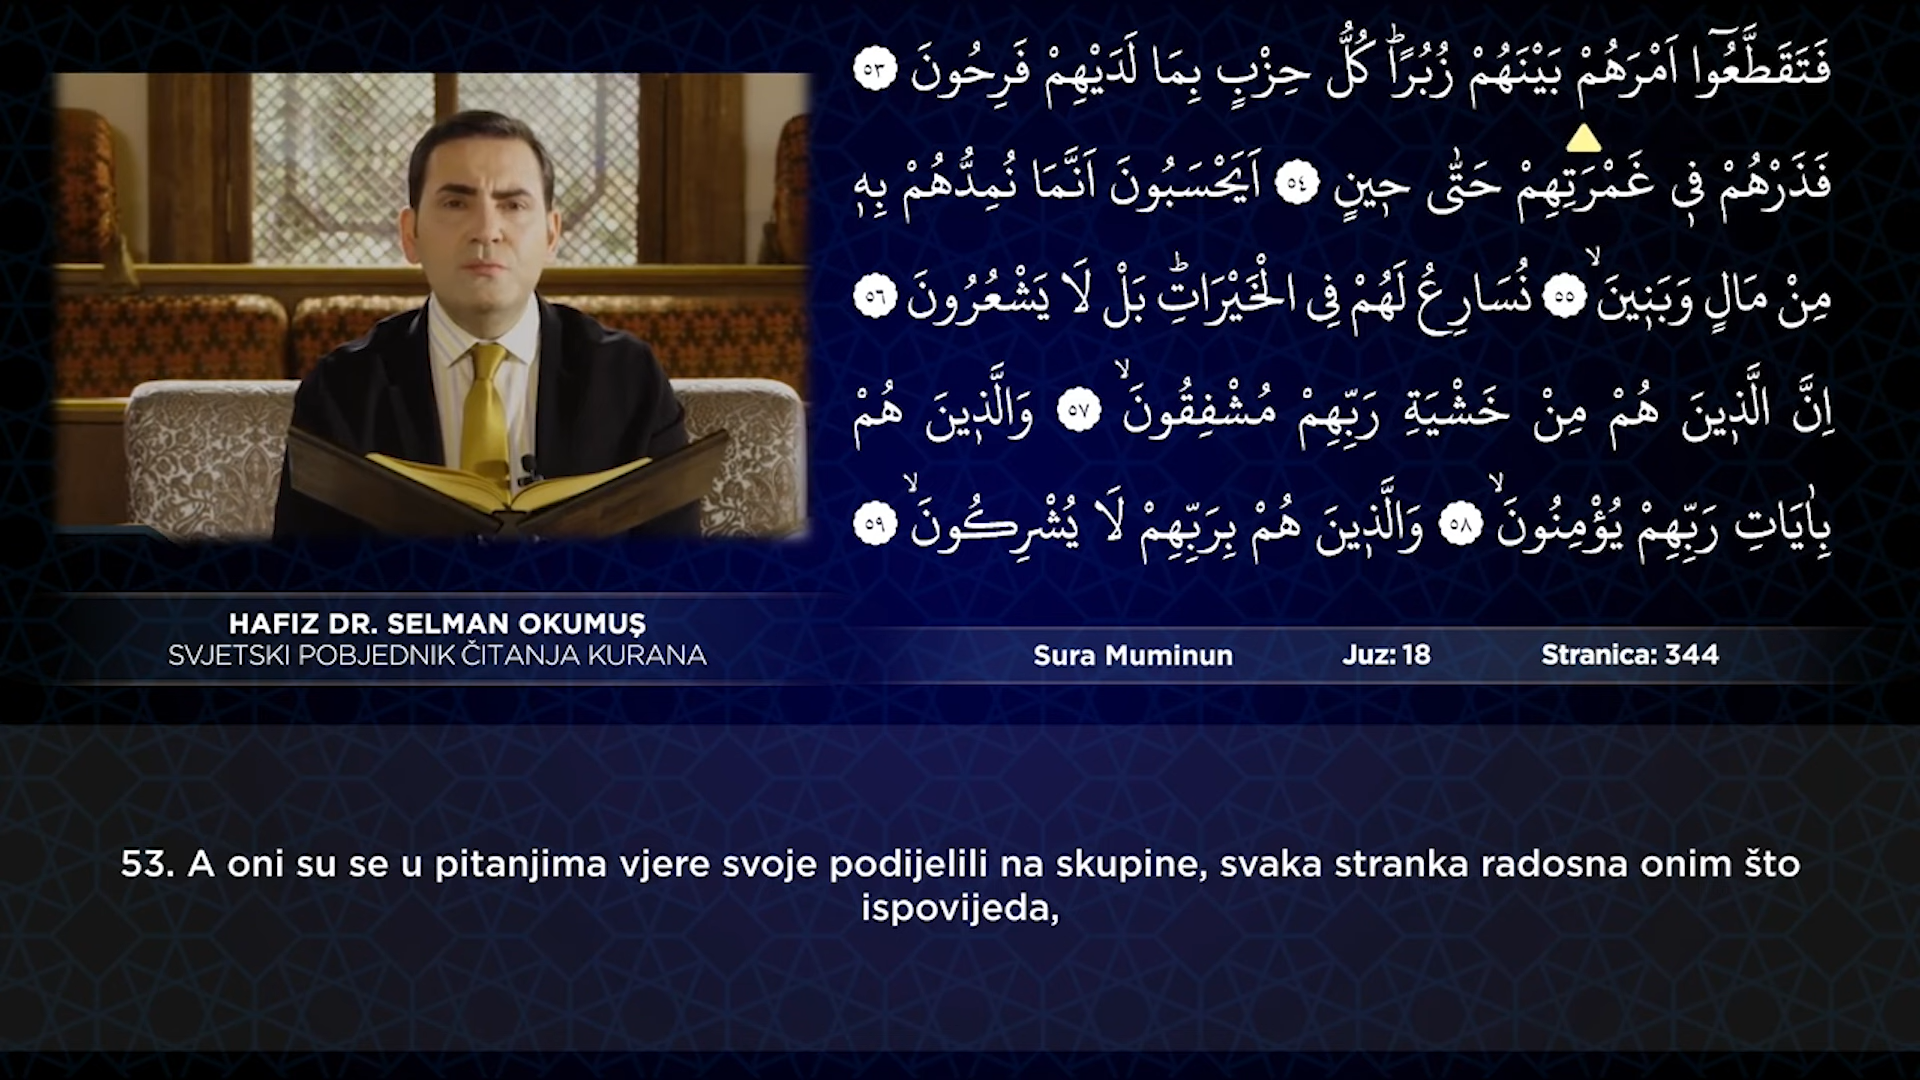 فَتَقَطَّعُٓوا اَمْرَهُمْ بَيْنَهُمْ زُبُرًاۜ كُلُّ حِزْبٍ بِمَا لَدَيْهِمْ فَرِحُونَ ٥٣
فَذَرْهُمْ ف۪ي غَمْرَتِهِمْ حَتّٰى ح۪ينٍ ٥٤ اَيَحْسَبُونَ اَنَّمَا نُمِدُّهُمْ بِه۪
مِنْ مَالٍ وَبَن۪ينَۙ ٥٥ نُسَارِعُ لَهُمْ فِي الْخَيْرَاتِۜ بَلْ لَا يَشْعُرُونَ ٥٦
اِنَّ الَّذ۪ينَ هُمْ مِنْ خَشْيَةِ رَبِّهِمْ مُشْفِقُونَۙ ٥٧ وَالَّذ۪ينَ هُمْ
بِاٰيَاتِ رَبِّهِمْ يُؤْمِنُونَۙ ٥٨ وَالَّذ۪ينَ هُمْ بِرَبِّهِمْ لَا يُشْرِكُونَۙ ٥٩
HAFIZ DR. SELMAN OKUMUŞ
SVJETSKI POBJEDNIK ČITANJA KURANA
Sura Muminun Juz: 18 Stranica: 344
53. A oni su se u pitanjima vjere svoje podijelili na skupine, svaka stranka radosna onim što
ispovijeda,